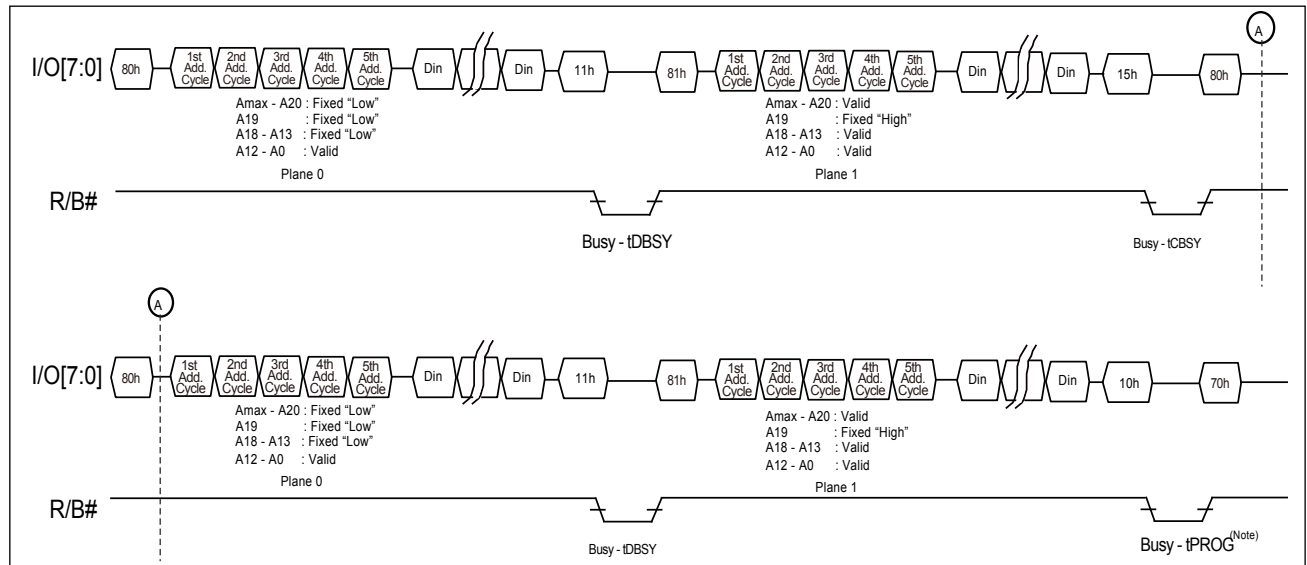 A
I/O[7:0] 80h 1st Add. Cycle 2nd Add. Cycle 3rd Add. Cycle 4th Add. Cycle 5th Add. Cycle Din Din 11h 81h 1st Add. Cycle 2nd Add. Cycle 3rd Add. Cycle 4th Add. Cycle 5th Add. Cycle Din Din 15h 80h
Amax - A20 : Fixed “Low”
A19 : Fixed “Low”
A18 - A13 : Fixed “Low”
A12 - A0 : Valid
Plane 0
Amax - A20 : Valid
A19 : Fixed “High”
A18 - A13 : Valid
A12 - A0 : Valid
Plane 1
R/B#
Busy - tDBSY
Busy - tCBSY
A
I/O[7:0] 80h 1st Add. Cycle 2nd Add. Cycle 3rd Add. Cycle 4th Add. Cycle 5th Add. Cycle Din Din 11h 81h 1st Add. Cycle 2nd Add. Cycle 3rd Add. Cycle 4th Add. Cycle 5th Add. Cycle Din Din 10h 70h
Amax - A20 : Fixed “Low”
A19 : Fixed “Low”
A18 - A13 : Fixed “Low”
A12 - A0 : Valid
Plane 0
Amax - A20 : Valid
A19 : Fixed “High”
A18 - A13 : Valid
A12 - A0 : Valid
Plane 1
R/B#
Busy - tDBSY
Busy - tPROG(Note)